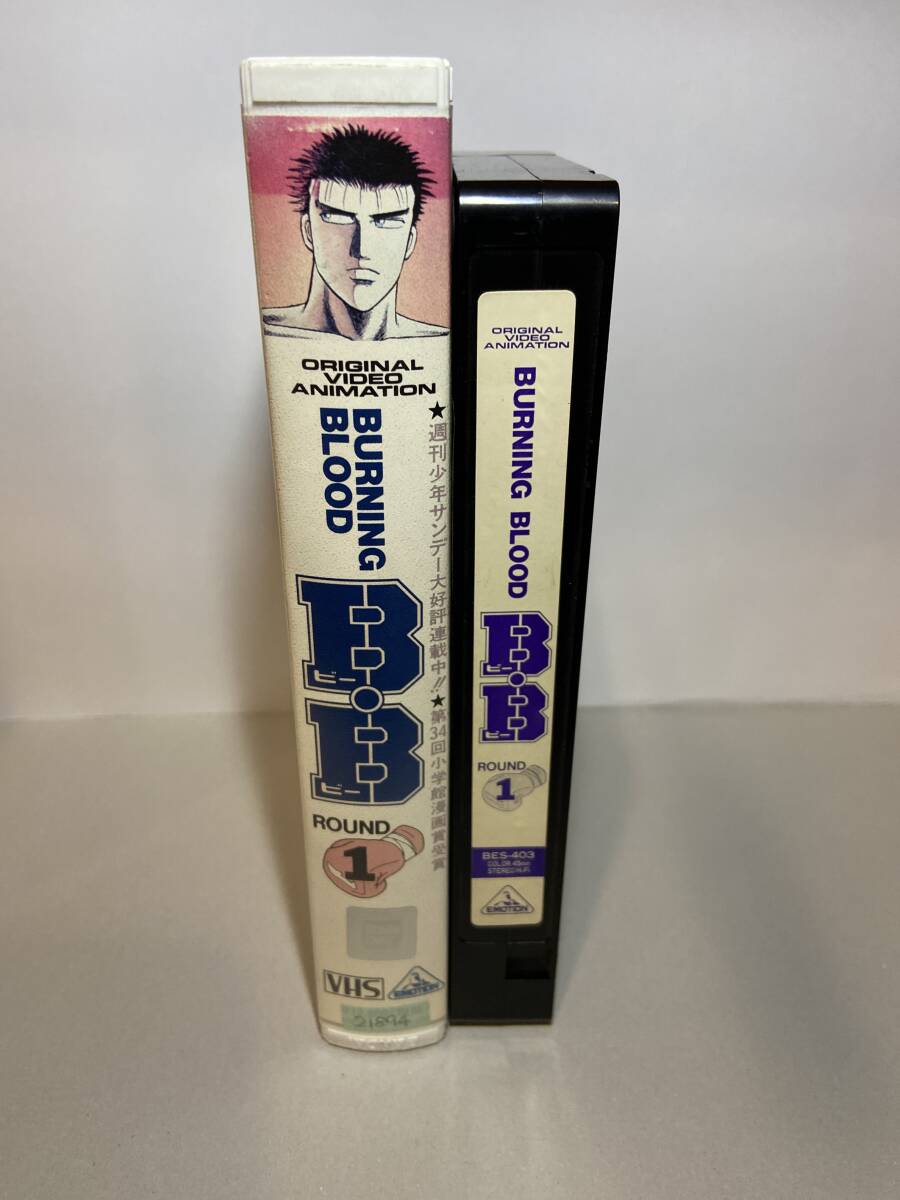 ORIGINAL
VIDEO
ANIMATION
BURNING
BLOOD
★週刊少年サンデー大好評連載中!!★第34回小学館漫画賞受賞
B・B
ビー
ビー
ROUND
1
VHS
EMOTION
21894
ORIGINAL
VIDEO
ANIMATION
BURNING BLOOD
B・B
ビー
ビー
ROUND
1
BES-403
COLOR 45min
STEREO Hi-Fi
EMOTION